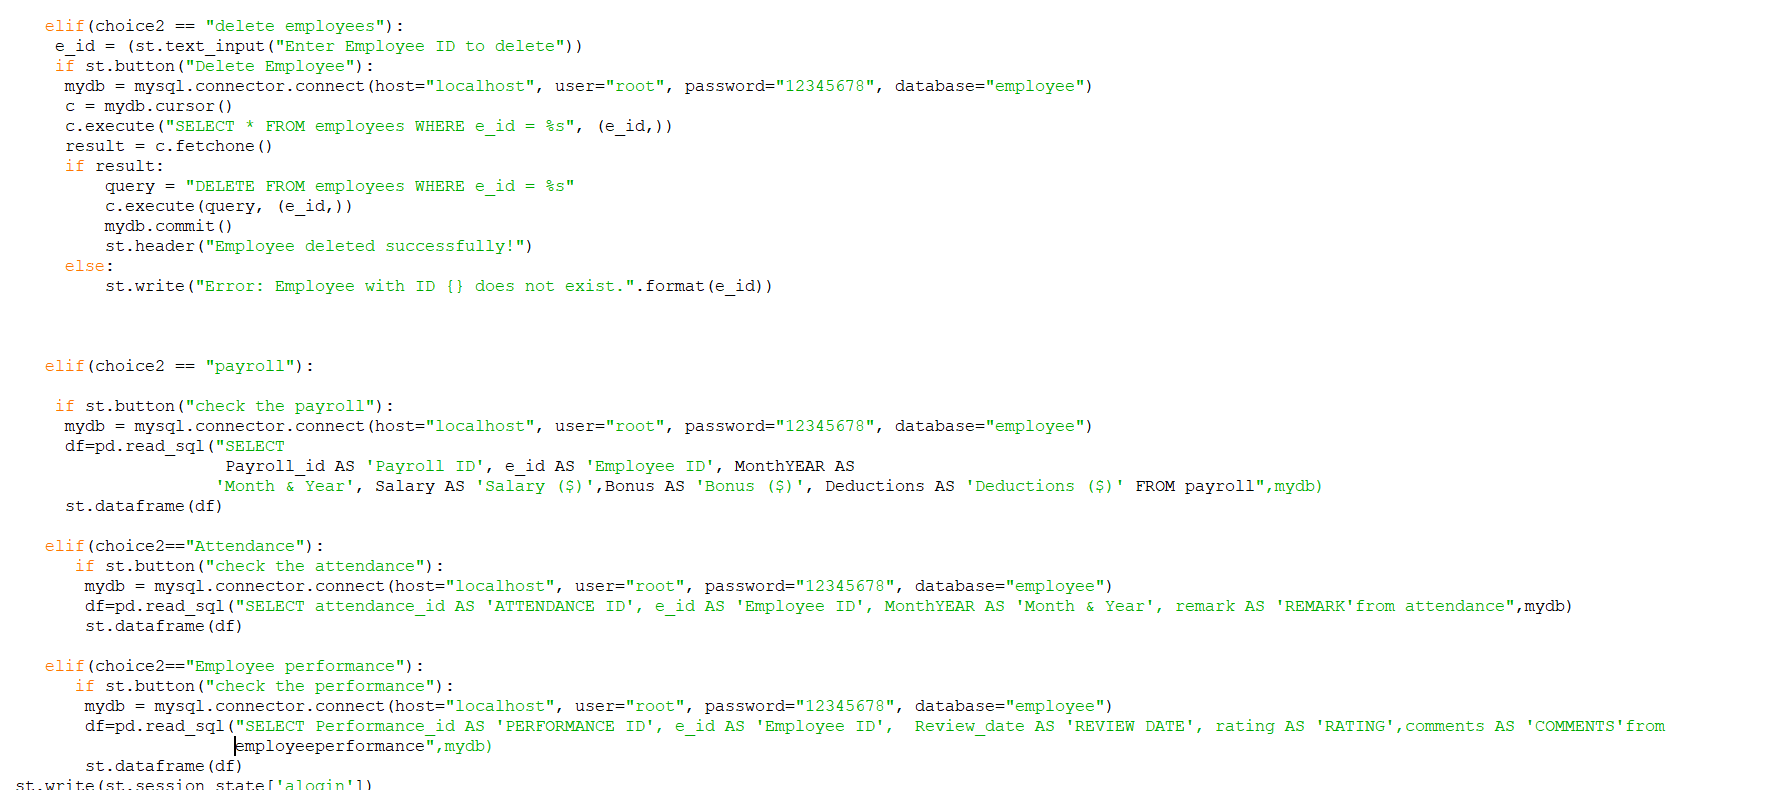 elif(choice2 == "delete employees"):
e_id = (st.text_input("Enter Employee ID to delete"))
if st.button("Delete Employee"):
mydb = mysql.connector.connect(host="localhost", user="root", password="12345678", database="employee")
c = mydb.cursor()
c.execute("SELECT * FROM employees WHERE e_id = %s", (e_id,))
result = c.fetchone()
if result:
query = "DELETE FROM employees WHERE e_id = %s"
c.execute(query, (e_id,))
mydb.commit()
st.header("Employee deleted successfully!")
else:
st.write("Error: Employee with ID {} does not exist.".format(e_id))
elif(choice2 == "payroll"):
if st.button("check the payroll"):
mydb = mysql.connector.connect(host="localhost", user="root", password="12345678", database="employee")
df=pd.read_sql("SELECT
Payroll_id AS 'Payroll ID', e_id AS 'Employee ID', MonthYEAR AS
'Month & Year', Salary AS 'Salary ($)',Bonus AS 'Bonus ($)', Deductions AS 'Deductions ($)' FROM payroll",mydb)
st.dataframe(df)
elif(choice2=="Attendance"):
if st.button("check the attendance"):
mydb = mysql.connector.connect(host="localhost", user="root", password="12345678", database="employee")
df=pd.read_sql("SELECT attendance_id AS 'ATTENDANCE ID', e_id AS 'Employee ID', MonthYEAR AS 'Month & Year', remark AS 'REMARK'from attendance",mydb)
st.dataframe(df)
elif(choice2=="Employee performance"):
if st.button("check the performance"):
mydb = mysql.connector.connect(host="localhost", user="root", password="12345678", database="employee")
df=pd.read_sql("SELECT Performance_id AS 'PERFORMANCE ID', e_id AS 'Employee ID',  Review_date AS 'REVIEW DATE', rating AS 'RATING',comments AS 'COMMENTS'from
employeeperformance",mydb)
st.dataframe(df)
st.write(st.session_state['alogin'])